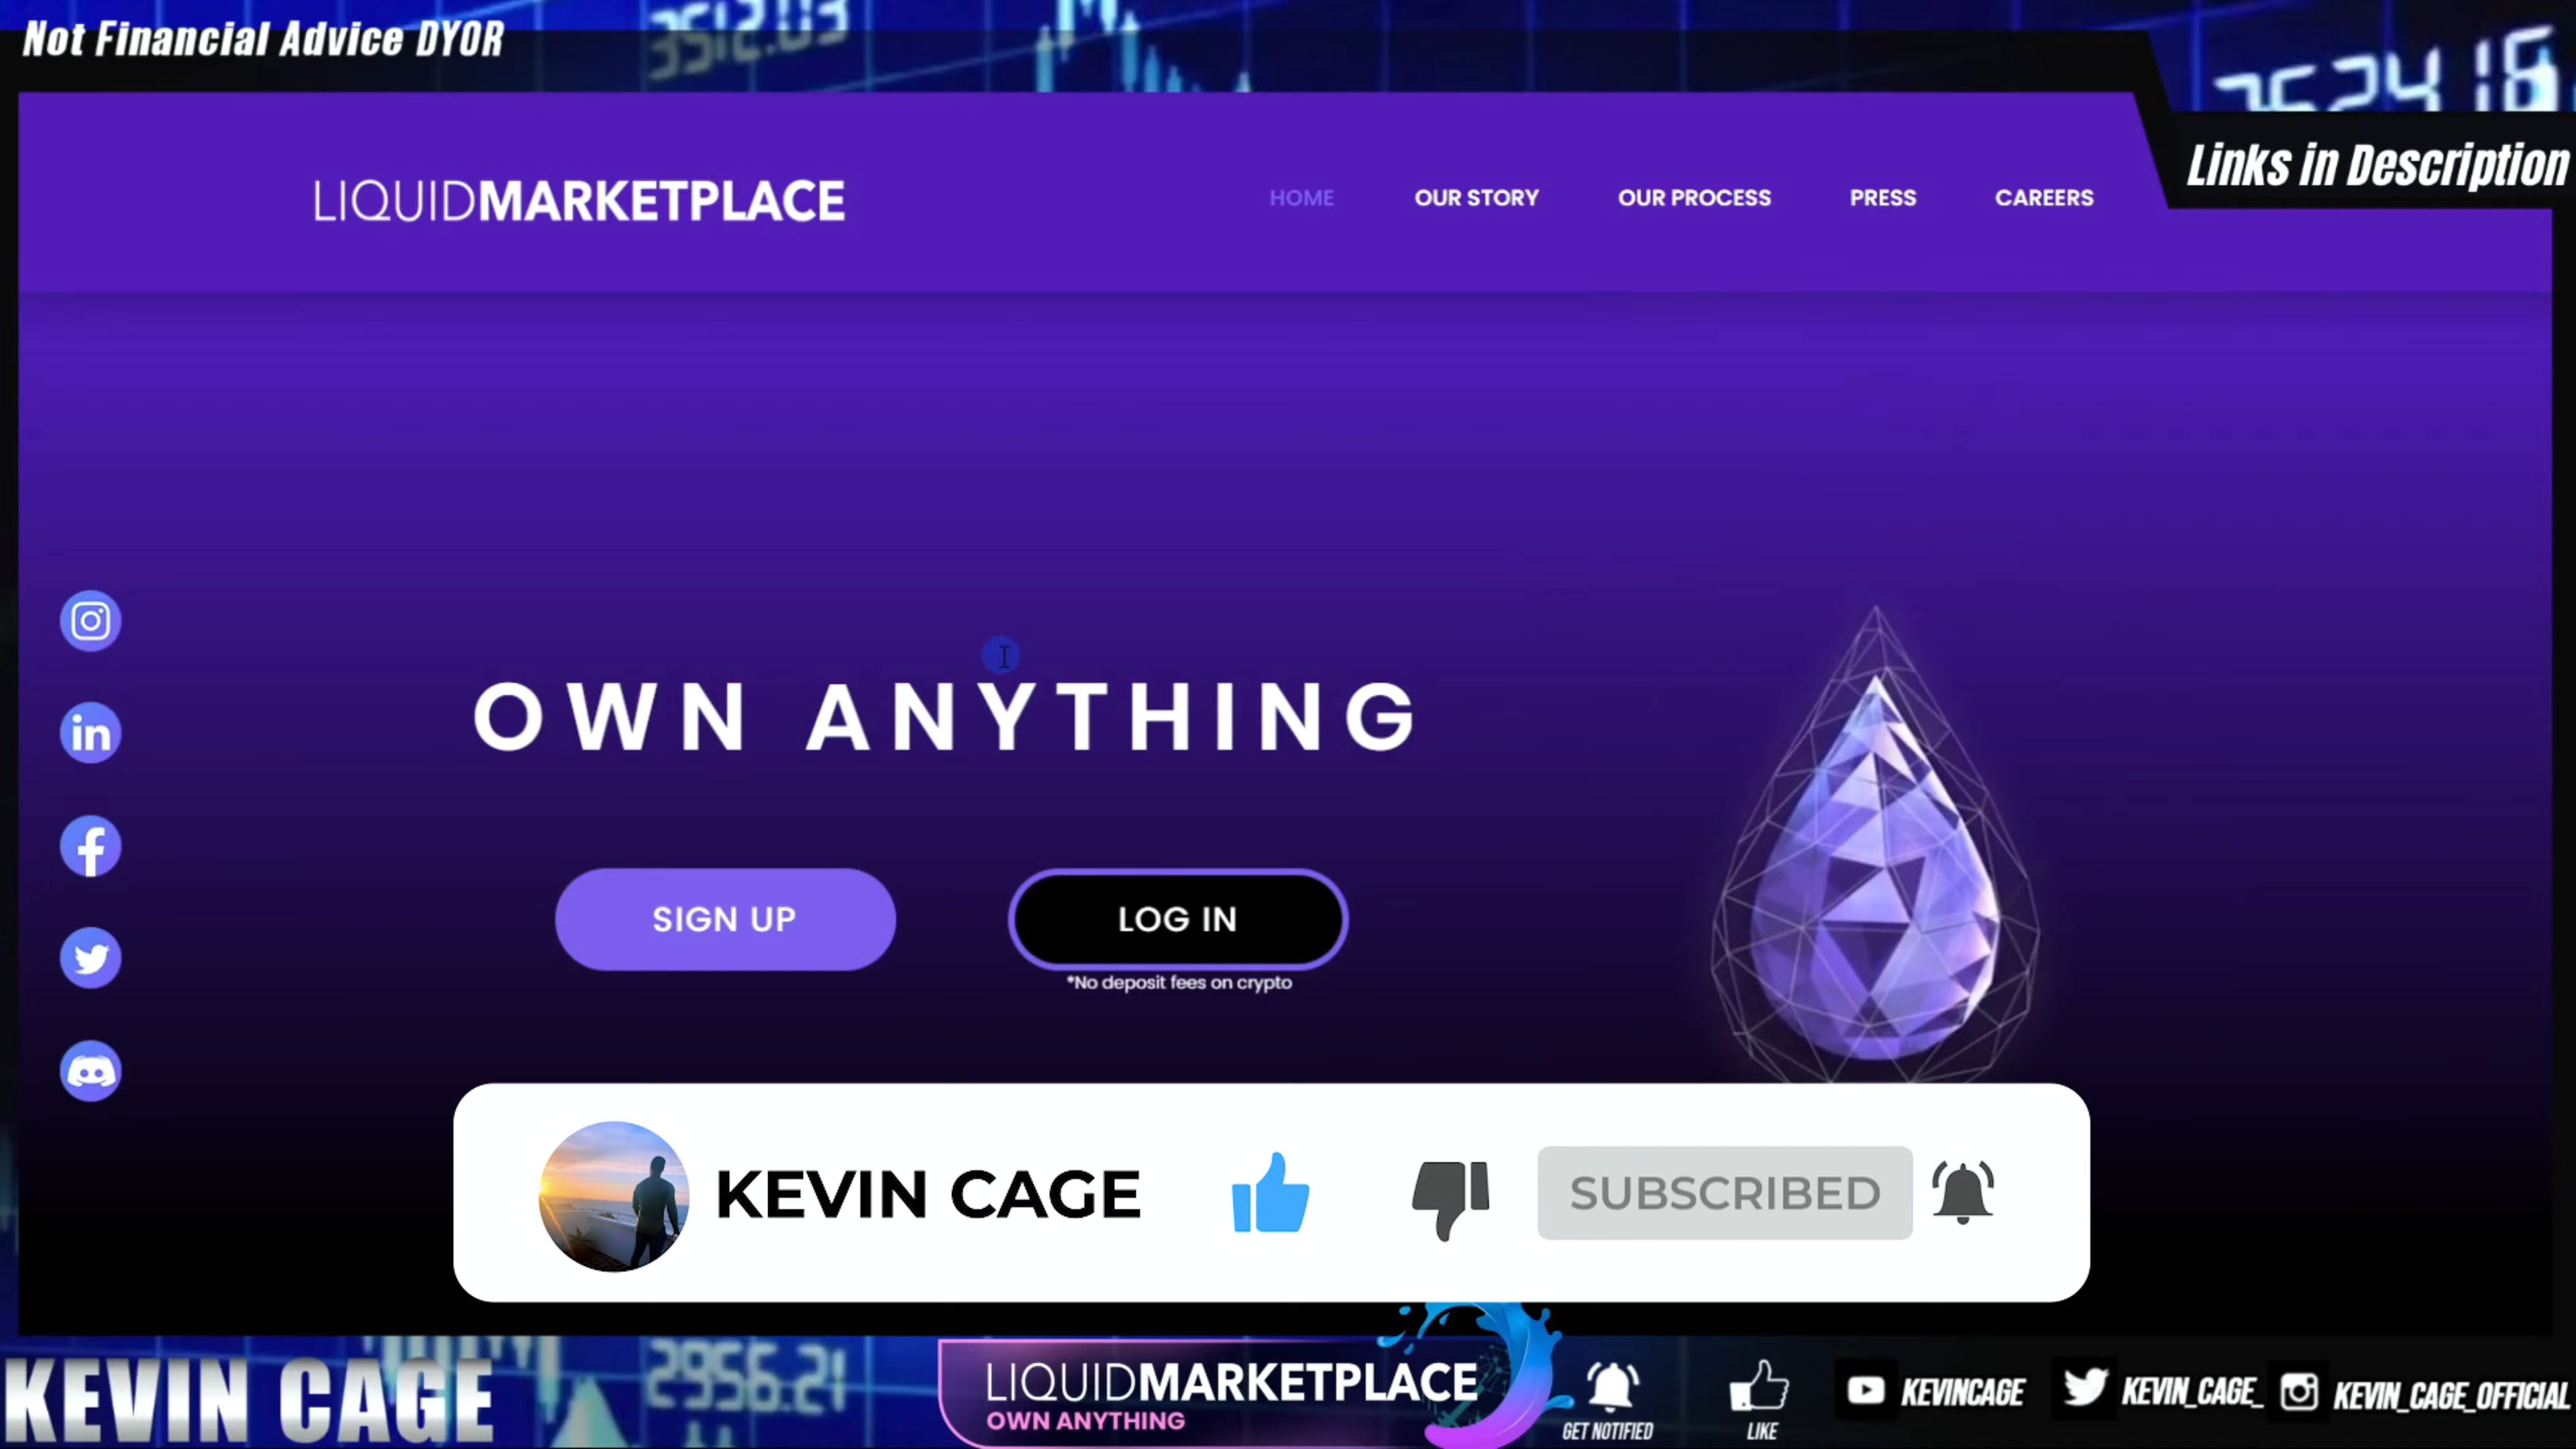 Not Financial Advice DYOR
3512.03
Links in Description
LIQUIDMARKETPLACE
HOME
OUR STORY
OUR PROCESS
PRESS
CAREERS
OWN ANYTHING
SIGN UP
LOG IN
*No deposit fees on crypto
KEVIN CAGE
SUBSCRIBED
KEVIN CAGE
2956.21
LIQUIDMARKETPLACE
OWN ANYTHING
GET NOTIFIED
LIKE
KEVINCAGE
KEVIN_CAGE_
KEVIN_CAGE_OFFICIAL